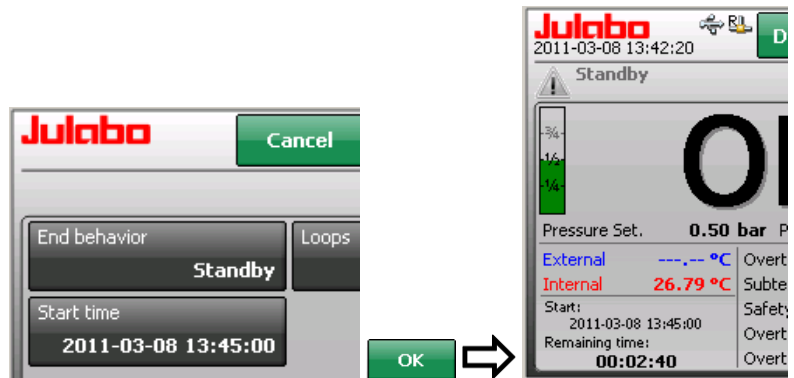 Julabo
Cancel
End behavior
Standby
Loops
Start time
2011-03-08 13:45:00
OK
Julabo
2011-03-08 13:42:20
Standby
3/4
1/2
1/4
Pressure Set. 0.50 bar
External ---.-- °C
Internal 26.79 °C
Start:
2011-03-08 13:45:00
Remaining time:
00:02:40
Overt
Subte
Safety
Overt
Overt